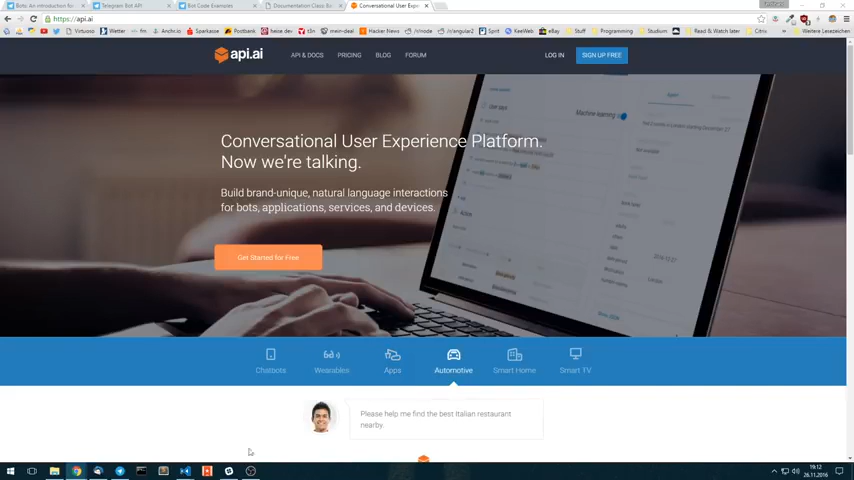 Bots: An introduction for
Telegram Bot API
Bot Code Examples
Documentation Class: Bo
Conversational User Expe
https://api.ai
Virtuoso
Wetter
fm
Anchr.io
Sparkasse
Postbank
heise dev
t3n
mein-deal
Hacker News
/r/node
/r/angular2
Sprit
KeeWeb
eBay
Stuff
Programming
Studium
Read & Watch later
Citrix
Weitere Lesezeichen
api.ai
API & DOCS
PRICING
BLOG
FORUM
LOG IN
SIGN UP FREE
Machine learning
Conversational User Experience Platform.
Now we're talking.
Build brand-unique, natural language interactions
for bots, applications, services, and devices.
Get Started for Free
Chatbots
Wearables
Apps
Automotive
Smart Home
Smart TV
Please help me find the best Italian restaurant
nearby.
19:12
26.11.2016